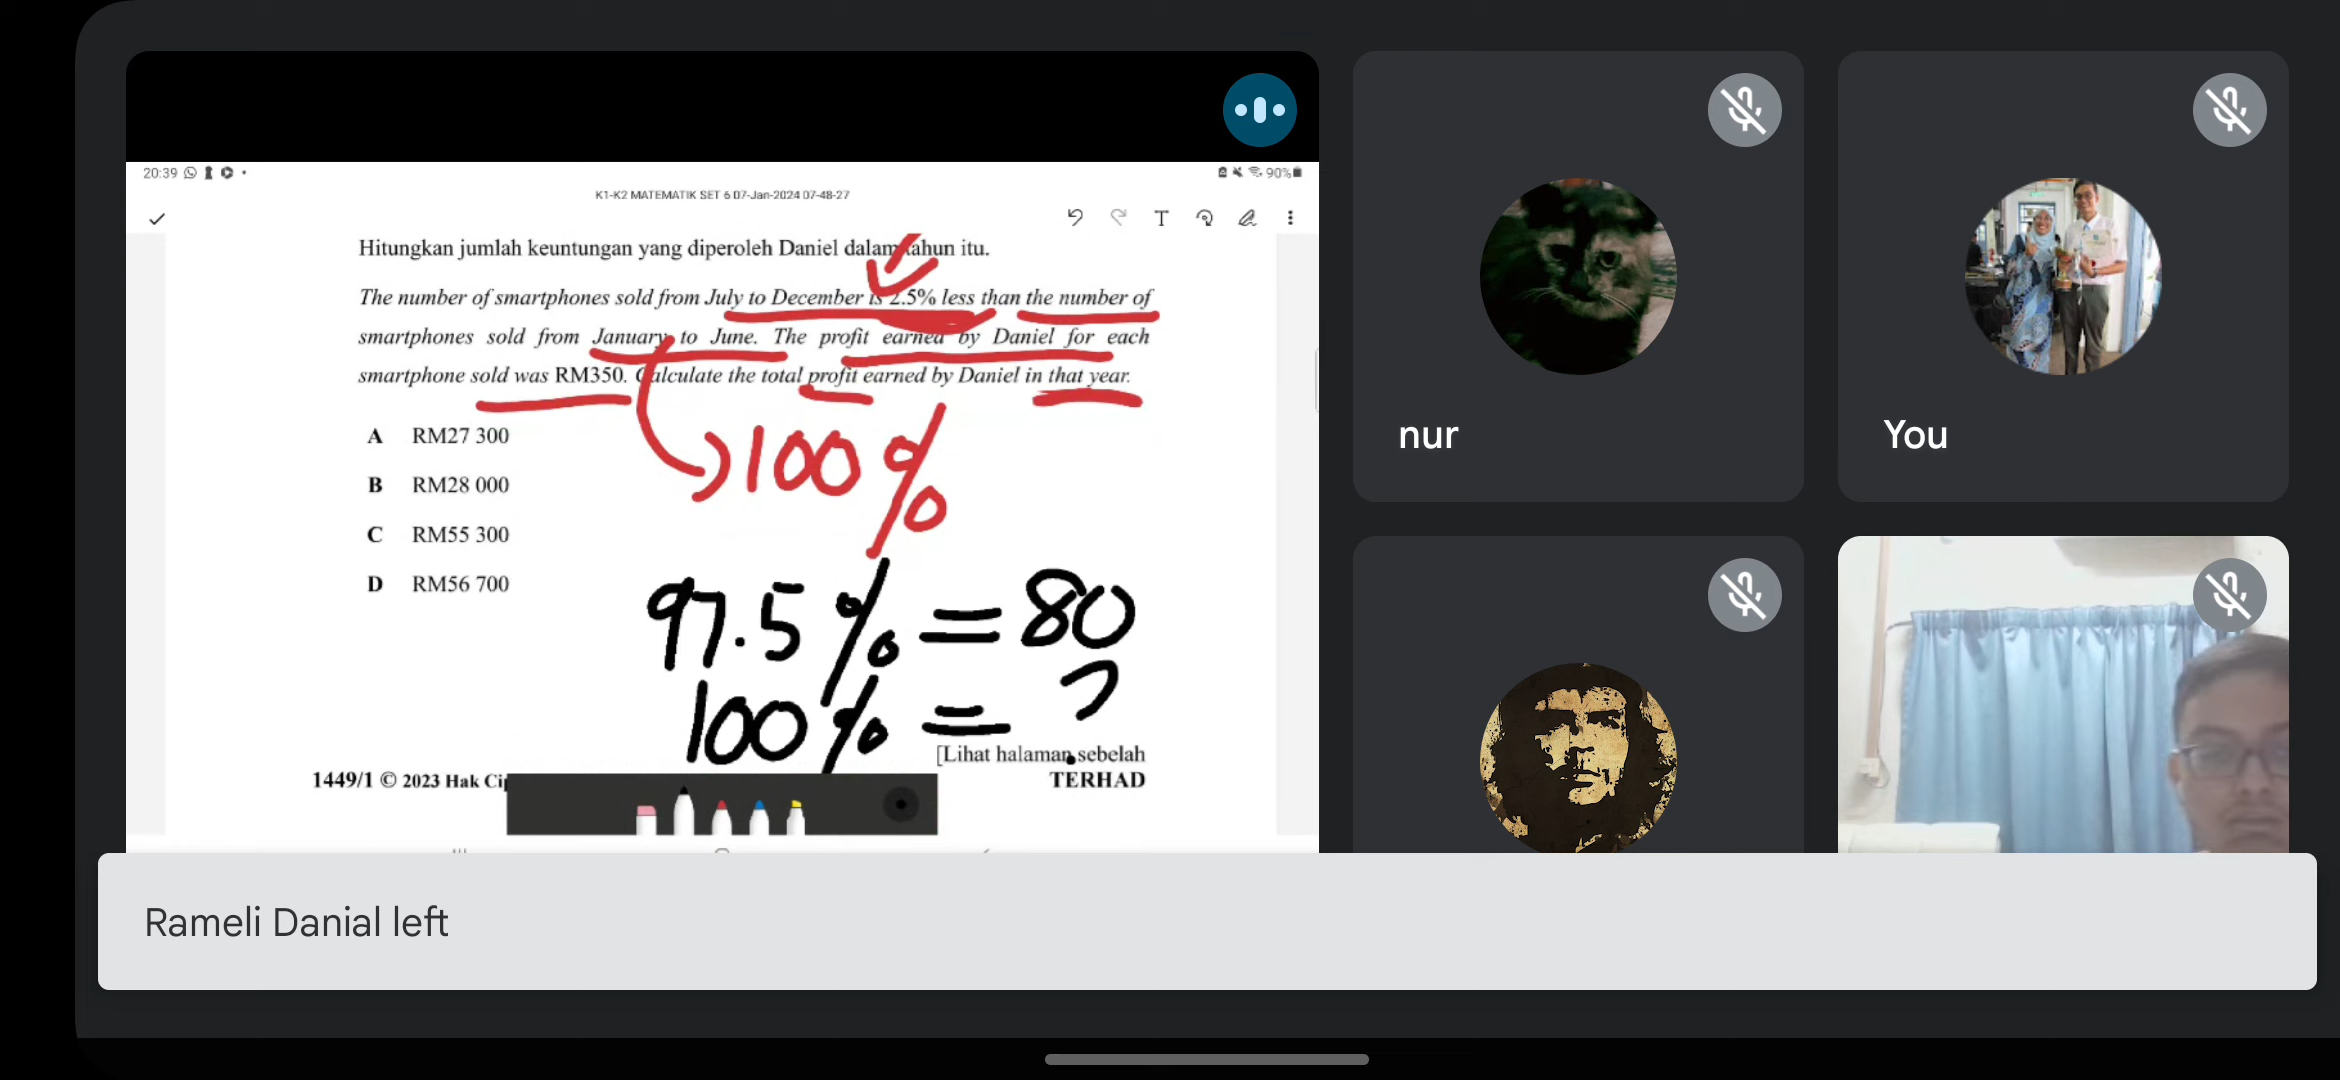 20:39
90%
K1-K2 MATEMATIK SET 6 07-Jan-2024 07-48-27
T
Hitungkan jumlah keuntungan yang diperoleh Daniel dalam tahun itu.
The number of smartphones sold from July to December is 2.5% less than the number of
smartphones sold from January to June. The profit earned by Daniel for each
smartphone sold was RM350. Calculate the total profit earned by Daniel in that year.
A RM27 300
B RM28 000
C RM55 300
D RM56 700
100%
97.5% = 80
100% = ?
[Lihat halaman sebelah
1449/1 © 2023 Hak Ci
TERHAD
nur
You
Rameli Danial left